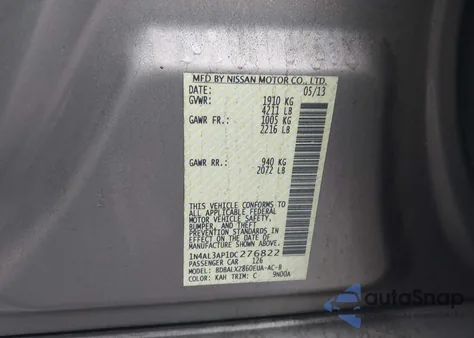 MFD BY NISSAN MOTOR CO., LTD.
DATE: 05/13
GVWR: 1910 KG
4211 LB
GAWR FR.: 1005 KG
2216 LB
GAWR RR.: 940 KG
2072 LB
THIS VEHICLE CONFORMS TO ALL
APPLICABLE FEDERAL
MOTOR VEHICLE SAFETY,
BUMPER, AND THEFT
PREVENTION STANDARDS
IN EFFECT ON THE DATE OF
MANUFACTURE SHOWN ABOVE.
1N4AL3AP1DC276822
PASSENGER CAR 126
MODEL: BDBALXZ860EUA-AC-B
COLOR: KAH TRIM: C 9N00A
autoSnap